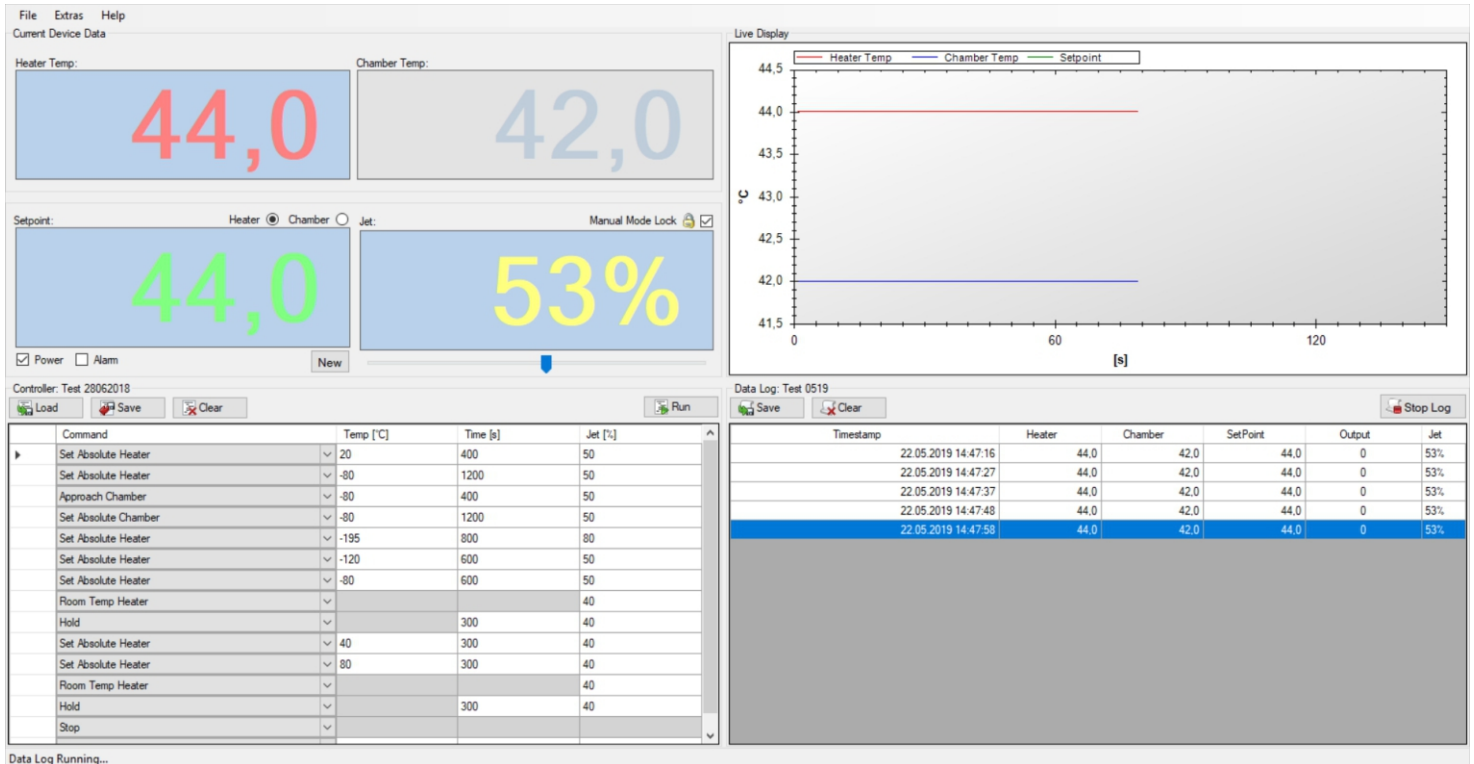 File Extras Help
Current Device Data
Heater Temp:
44,0
Chamber Temp:
42,0
Setpoint:
Heater Chamber
44,0
Power Alarm New
Jet:
Manual Mode Lock
53%
Live Display
Heater Temp Chamber Temp Setpoint
44,5
44,0
43,5
43,0
42,5
42,0
41,5
°C
0 60 120
[s]
Controller: Test 28062018
Load Save Clear Run
Command Temp [°C] Time [s] Jet [%]
Set Absolute Heater 20 400 50
Set Absolute Heater -80 1200 50
Approach Chamber -80 400 50
Set Absolute Chamber -80 1200 50
Set Absolute Heater -195 800 80
Set Absolute Heater -120 600 50
Set Absolute Heater -80 600 50
Room Temp Heater 40
Hold 300 40
Set Absolute Heater 40 300 40
Set Absolute Heater 80 300 40
Room Temp Heater 40
Hold 300 40
Stop
Data Log: Test 0519
Save Clear Stop Log
Timestamp Heater Chamber SetPoint Output Jet
22.05.2019 14:47:16 44,0 42,0 44,0 0 53%
22.05.2019 14:47:27 44,0 42,0 44,0 0 53%
22.05.2019 14:47:37 44,0 42,0 44,0 0 53%
22.05.2019 14:47:48 44,0 42,0 44,0 0 53%
22.05.2019 14:47:58 44,0 42,0 44,0 0 53%
Data Log Running...